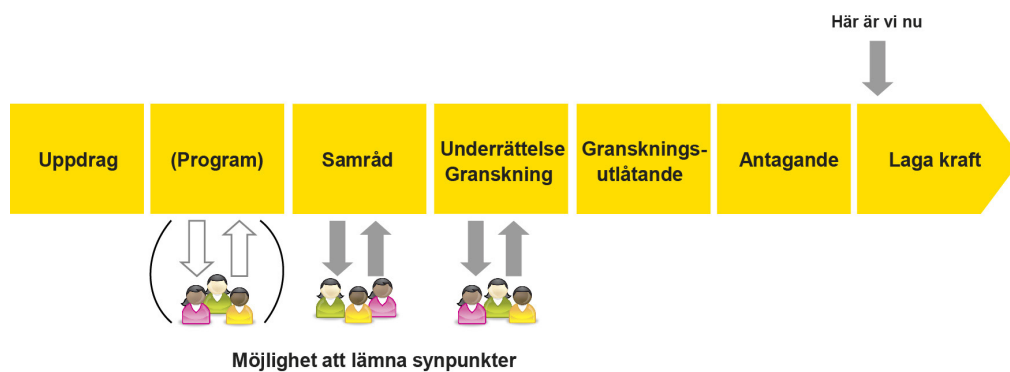 Här är vi nu
Uppdrag
(Program)
Samråd
Underrättelse
Granskning
Gransknings-
utlåtande
Antagande
Laga kraft
Möjlighet att lämna synpunkter